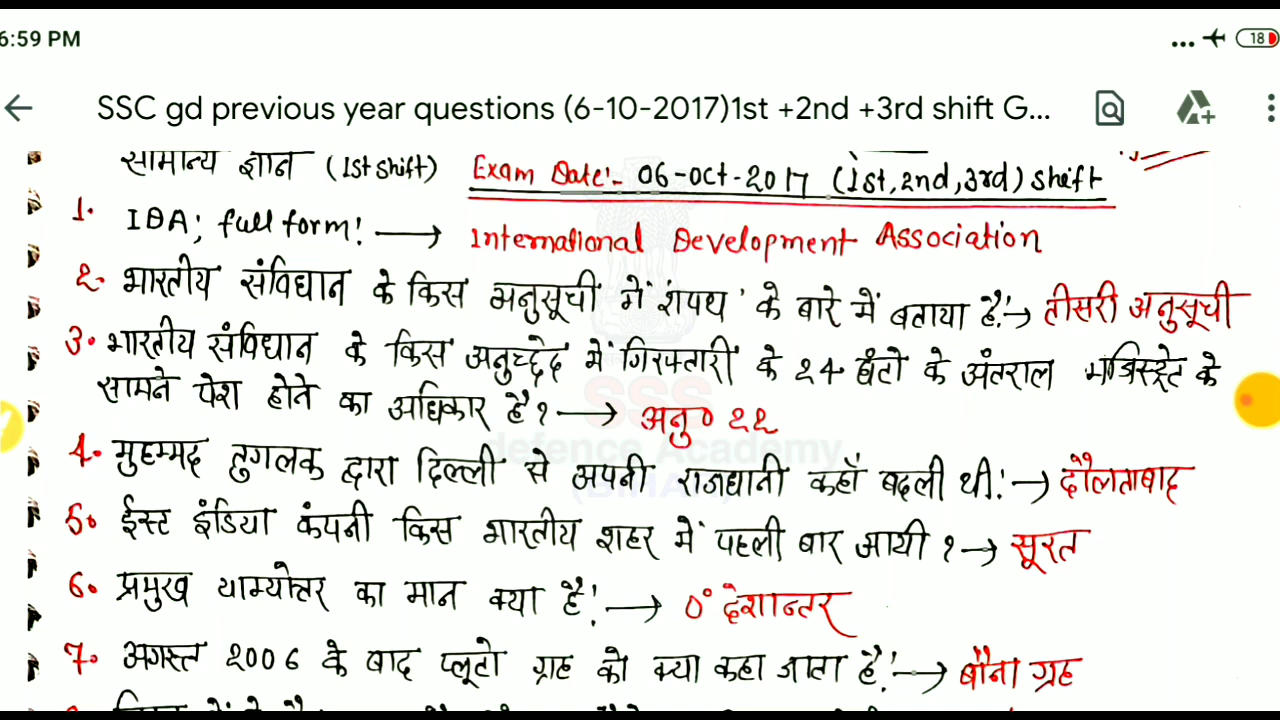 6:59 PM
... 18
SSC gd previous year questions (6-10-2017)1st +2nd +3rd shift G...
सामान्य ज्ञान (1st shift) Exam Date:- 06-oct-2017 (1st,2nd,3rd) shift
1. IDA; full form! → International Development Association
2. भारतीय संविधान के किस अनुसूची में 'शपथ' के बारे में बताया है!→ तीसरी अनुसूची
3. भारतीय संविधान के किस अनुच्छेद में गिरफ्तारी के 24 घंटो के अंतराल मजिस्ट्रेट के
सामने पेश होने का अधिकार है? → अनु० 22
4. मुहम्मद तुगलक द्वारा दिल्ली से अपनी राजधानी कहाँ बदली थी!→ दौलताबाद
5. ईस्ट इंडिया कंपनी किस भारतीय शहर में पहली बार आयी ?→ सूरत
6. प्रमुख याम्योत्तर का मान क्या है! → 0° देशान्तर
7. अगस्त 2006 के बाद प्लूटो ग्रह को क्या कहा जाता है!→ बौना ग्रह
SSS
defence Academy